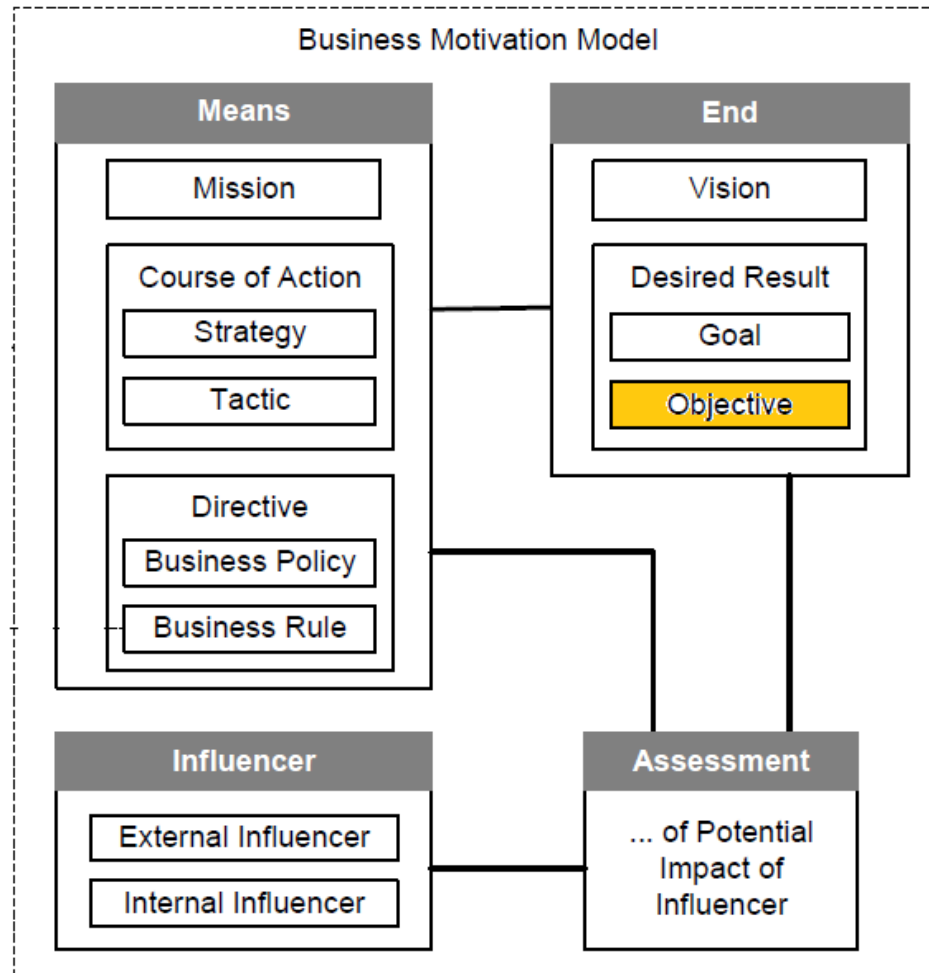 Business Motivation Model
Means
Mission
Course of Action
Strategy
Tactic
Directive
Business Policy
Business Rule
End
Vision
Desired Result
Goal
Objective
Influencer
External Influencer
Internal Influencer
Assessment
... of Potential
Impact of
Influencer